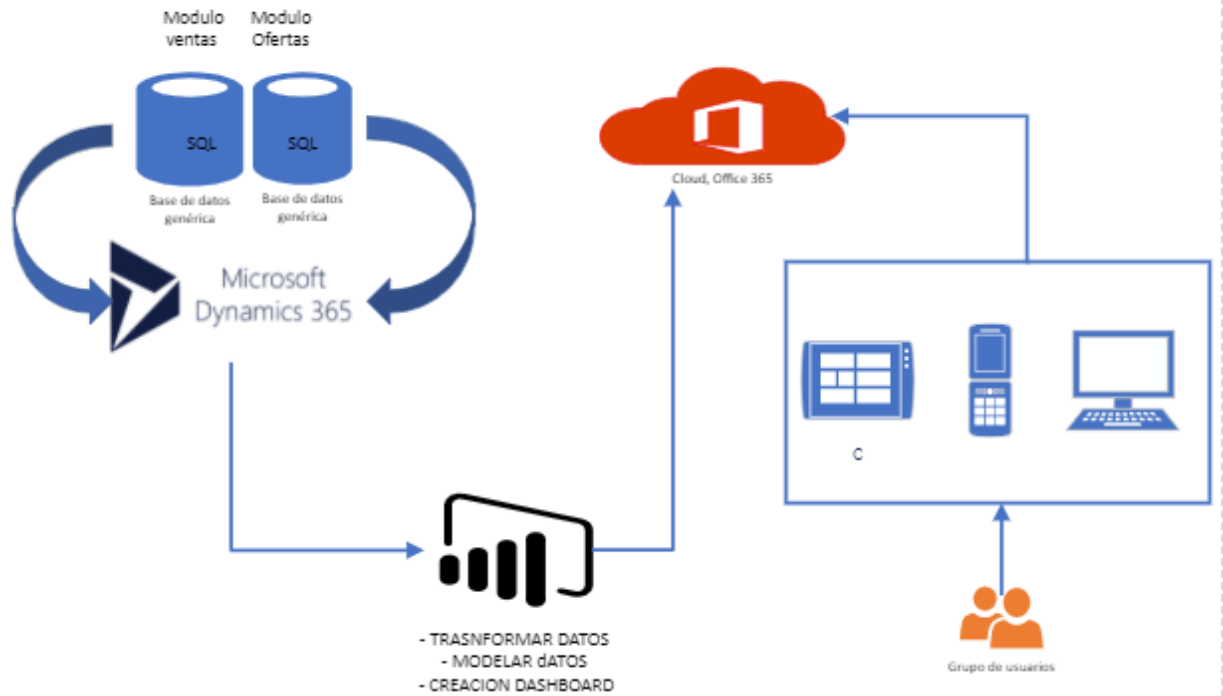 Modulo
ventas
Modulo
Ofertas
SQL
SQL
Base de datos
genérica
Base de datos
genérica
Microsoft
Dynamics 365
Cloud, Office 365
C
- TRASNFORMAR DATOS
- MODELAR dATOS
- CREACION DASHBOARD
Grupo de usuarios